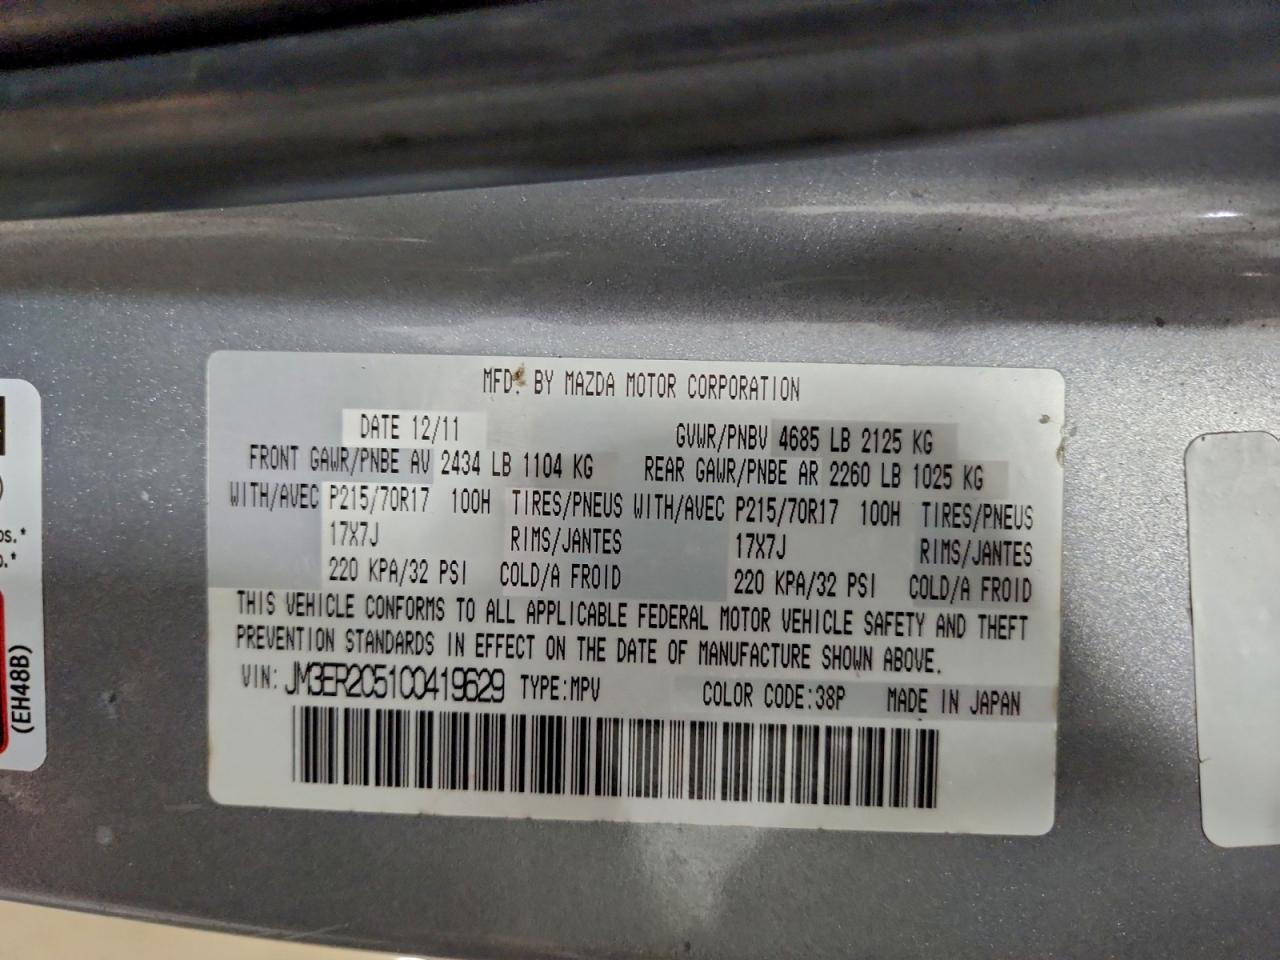 MFD. BY MAZDA MOTOR CORPORATION
DATE 12/11 GVWR/PNBV 4685 LB 2125 KG
FRONT GAWR/PNBE AV 2434 LB 1104 KG REAR GAWR/PNBE AR 2260 LB 1025 KG
WITH/AVEC P215/70R17 100H TIRES/PNEUS WITH/AVEC P215/70R17 100H TIRES/PNEUS
17X7J RIMS/JANTES 17X7J RIMS/JANTES
220 KPA/32 PSI COLD/A FROID 220 KPA/32 PSI COLD/A FROID
THIS VEHICLE CONFORMS TO ALL APPLICABLE FEDERAL MOTOR VEHICLE SAFETY AND THEFT
PREVENTION STANDARDS IN EFFECT ON THE DATE OF MANUFACTURE SHOWN ABOVE.
VIN: JM3ER2C51C0419629 TYPE:MPV COLOR CODE:38P MADE IN JAPAN
(EH48B)